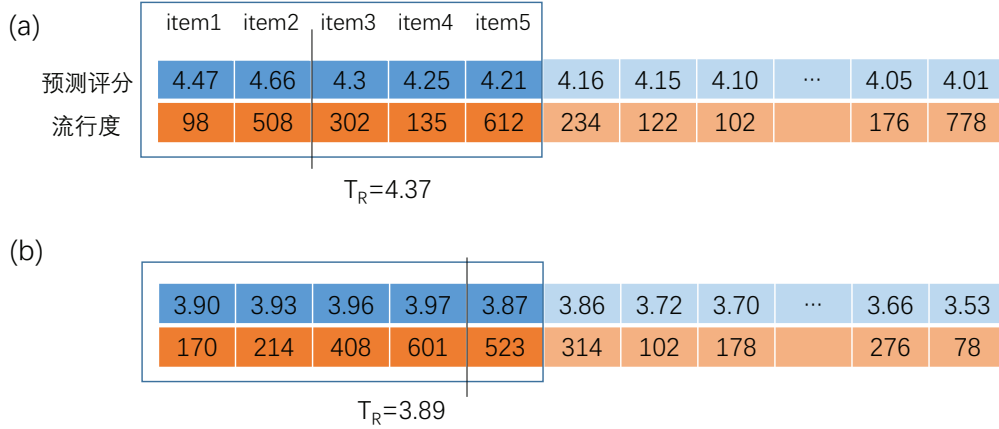 (a)
item1 item2 item3 item4 item5
预测评分 4.47 4.66 4.3 4.25 4.21 4.16 4.15 4.10 ... 4.05 4.01
流行度 98 508 302 135 612 234 122 102 176 778
T_R=4.37
(b)
3.90 3.93 3.96 3.97 3.87 3.86 3.72 3.70 ... 3.66 3.53
170 214 408 601 523 314 102 178 276 78
T_R=3.89